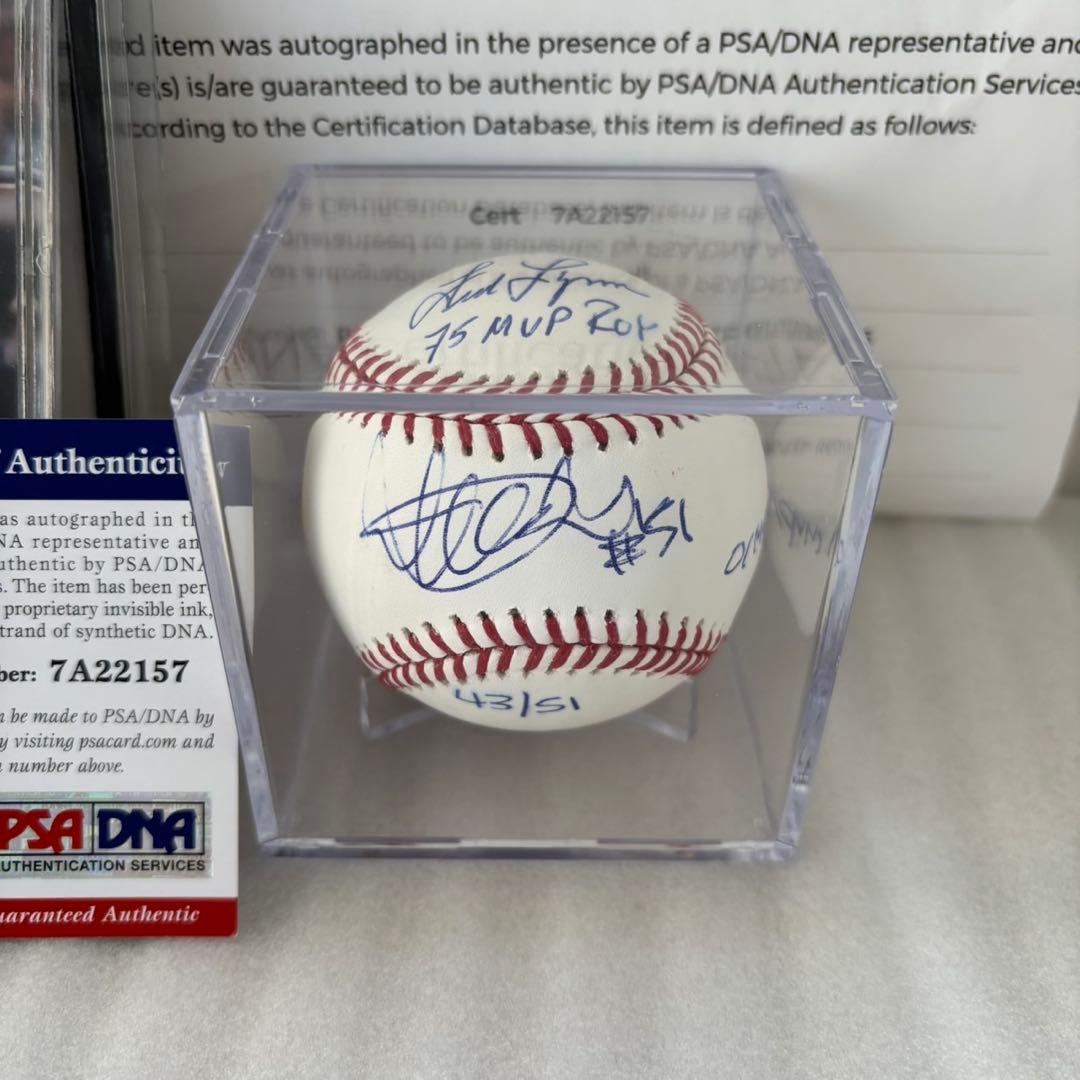 d item was autographed in the presence of a PSA/DNA representative and
e(s) is/are guaranteed to be authentic by PSA/DNA Authentication Services
cording to the Certification Database, this item is defined as follows:
Cert 7A22157
Fred Lynn
75 MVP ROY
#51
01 M
43/51
Authentici
as autographed in th
NA representative an
uthentic by PSA/DNA
s. The item has been per
proprietary invisible ink,
trand of synthetic DNA.
ber: 7A22157
n be made to PSA/DNA by
y visiting psacard.com and
n number above.
PSA DNA
UTHENTICATION SERVICES
uaranteed Authentic